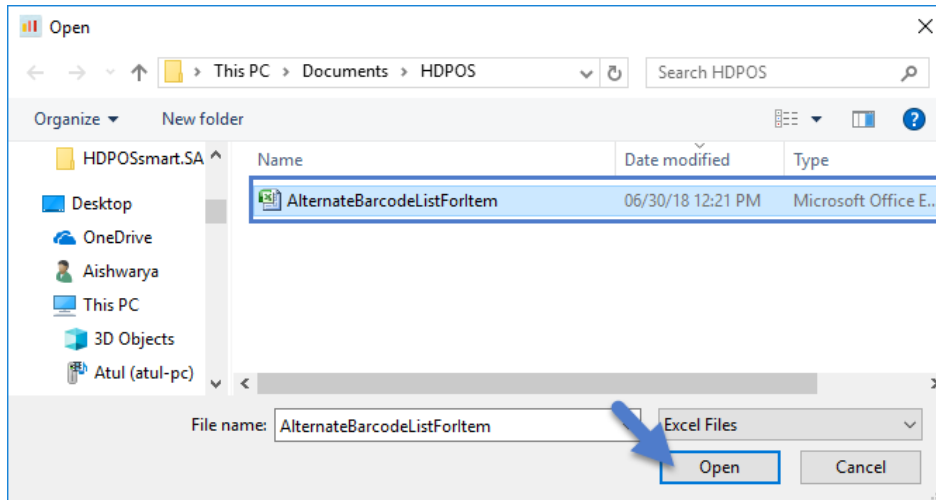 Open
This PC > Documents > HDPOS
Search HDPOS
Organize
New folder
HDPOSsmart.SA
Desktop
OneDrive
Aishwarya
This PC
3D Objects
Atul (atul-pc)
Name Date modified Type
AlternateBarcodeListForItem 06/30/18 12:21 PM Microsoft Office E...
File name: AlternateBarcodeListForItem
Excel Files
Open Cancel